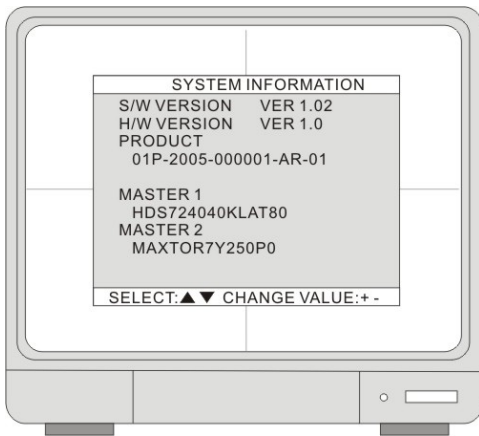 SYSTEM INFORMATION
S/W VERSION VER 1.02
H/W VERSION VER 1.0
PRODUCT
01P-2005-000001-AR-01
MASTER 1
HDS724040KLAT80
MASTER 2
MAXTOR7Y250P0
SELECT:▲▼ CHANGE VALUE:+ -